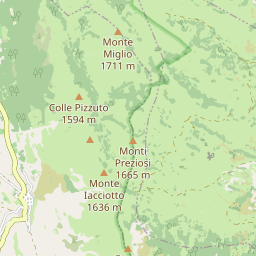 Monte
Miglio
1711 m
Colle Pizzuto
1594 m
Monti
Preziosi
1665 m
Monte
Iacciotto
1636 m